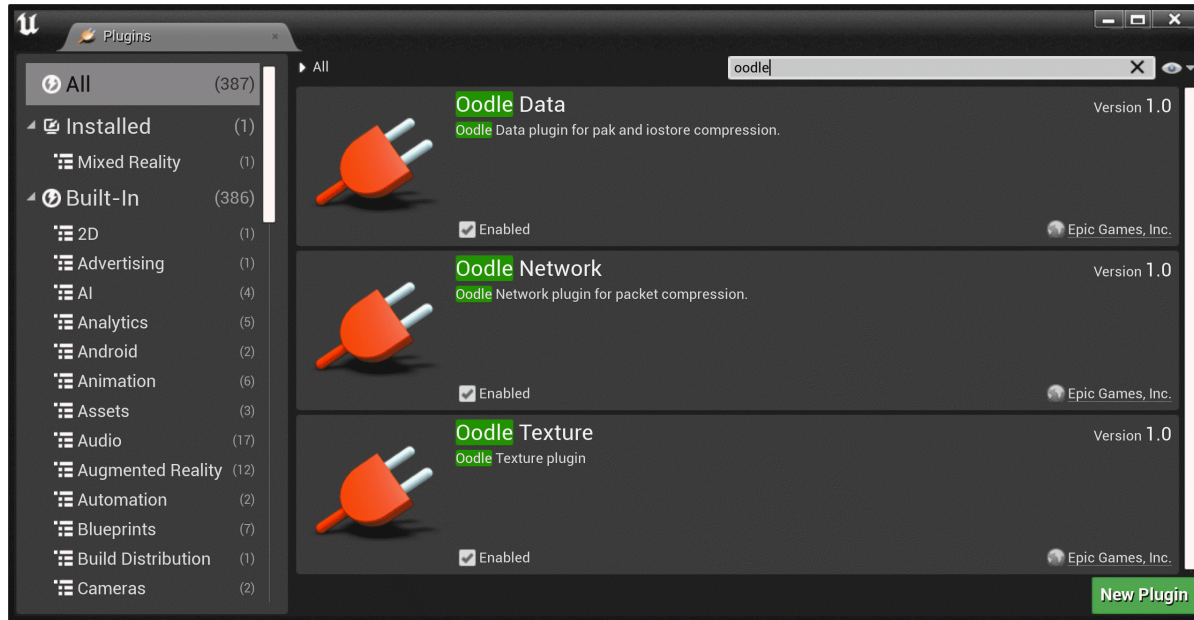 Plugins
All (387)
Installed (1)
Mixed Reality (1)
Built-In (386)
2D (1)
Advertising (1)
AI (4)
Analytics (5)
Android (2)
Animation (6)
Assets (3)
Audio (17)
Augmented Reality (12)
Automation (2)
Blueprints (7)
Build Distribution (1)
Cameras (2)
All
oodle
Oodle Data
Version 1.0
Oodle Data plugin for pak and iostore compression.
Enabled
Epic Games, Inc.
Oodle Network
Version 1.0
Oodle Network plugin for packet compression.
Enabled
Epic Games, Inc.
Oodle Texture
Version 1.0
Oodle Texture plugin
Enabled
Epic Games, Inc.
New Plugin